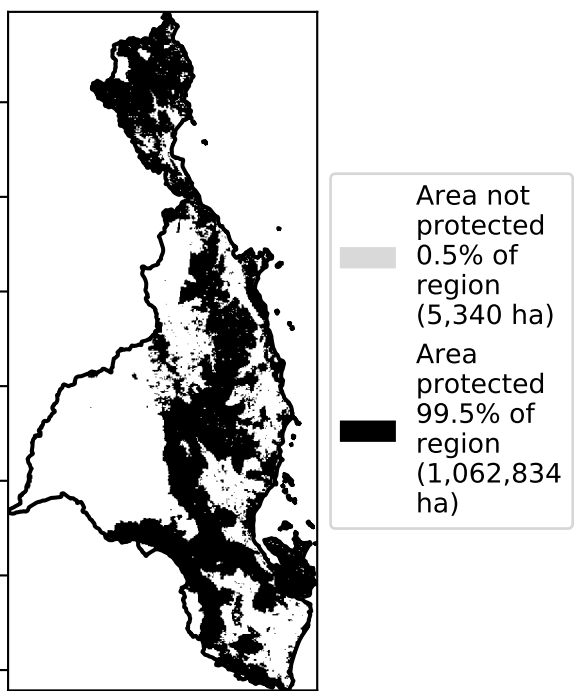 Area not
protected
0.5% of
region
(5,340 ha)
Area
protected
99.5% of
region
(1,062,834
ha)